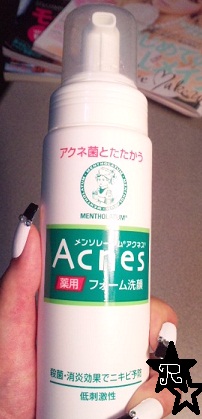 アクネ菌とたたかう
MENTHOLATUM
メンソレータム®アクネス®
Acnes
薬用 フォーム洗顔
殺菌・消炎効果でニキビ予防
低刺激性